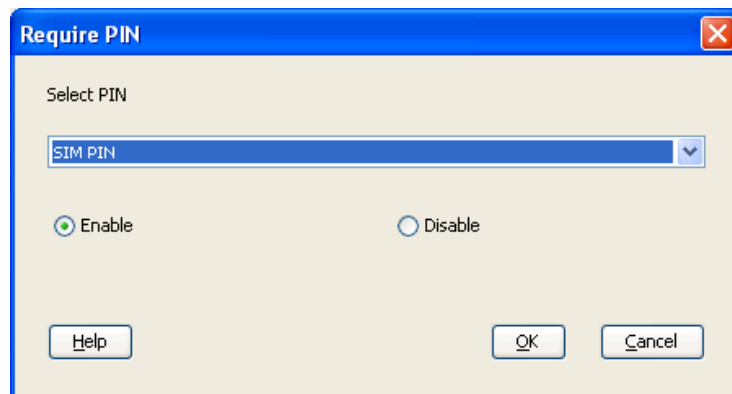 Require PIN
Select PIN
SIM PIN
Enable Disable
Help OK Cancel